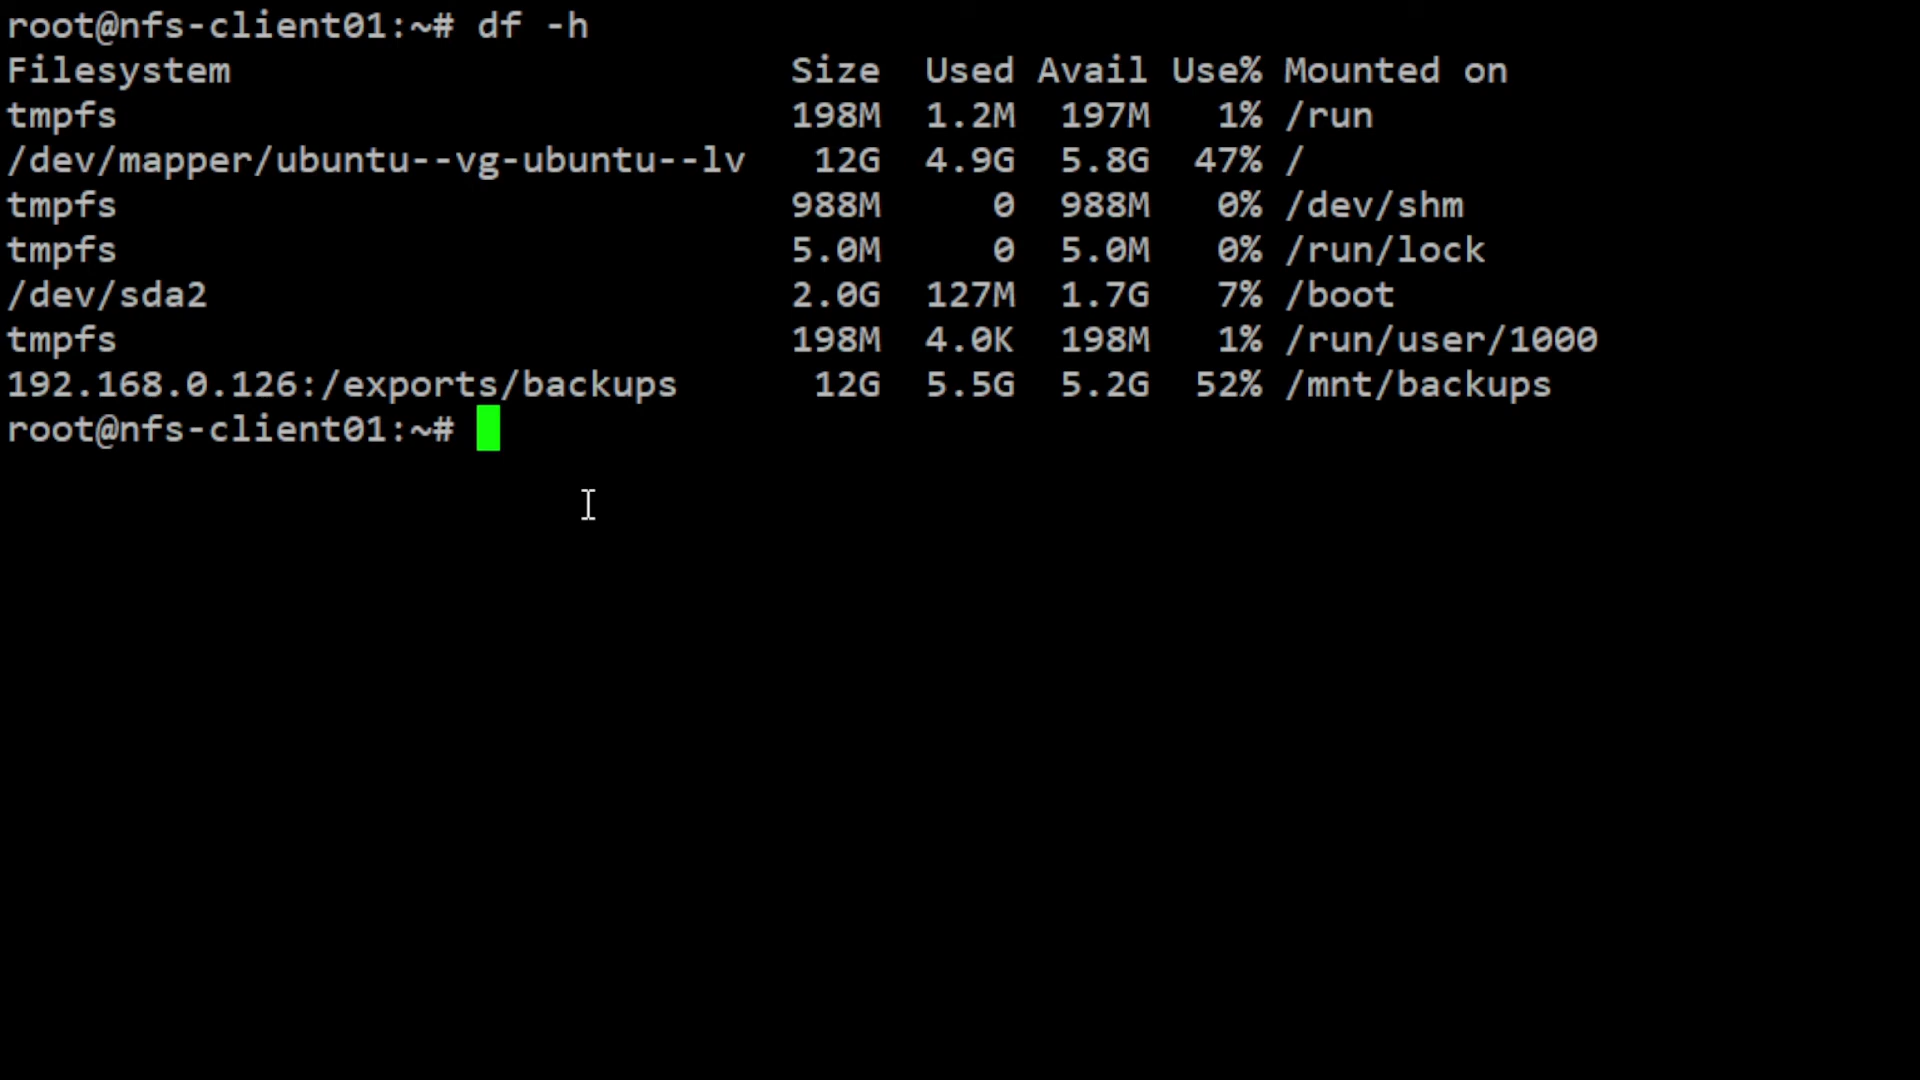 root@nfs-client01:~# df -h
Filesystem                         Size  Used Avail Use% Mounted on
tmpfs                              198M  1.2M  197M   1% /run
/dev/mapper/ubuntu--vg-ubuntu--lv   12G  4.9G  5.8G  47% /
tmpfs                              988M     0  988M   0% /dev/shm
tmpfs                              5.0M     0  5.0M   0% /run/lock
/dev/sda2                          2.0G  127M  1.7G   7% /boot
tmpfs                              198M  4.0K  198M   1% /run/user/1000
192.168.0.126:/exports/backups      12G  5.5G  5.2G  52% /mnt/backups
root@nfs-client01:~#